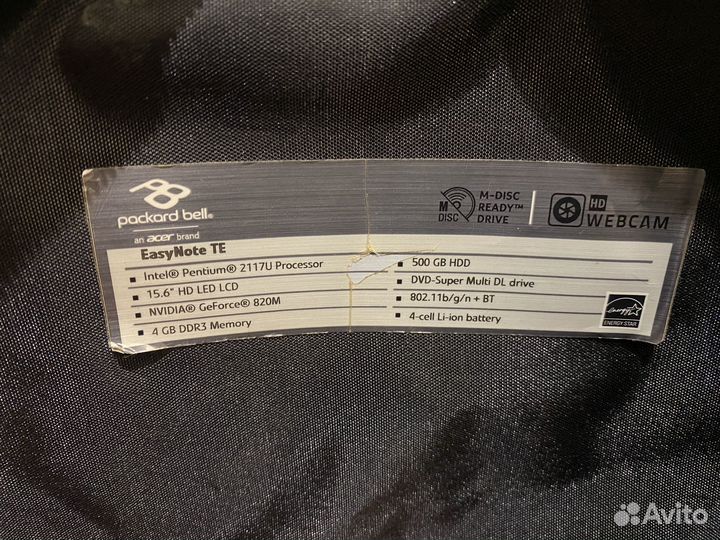 packard bell®
an acer brand
M-DISC
READY™
DRIVE
M
DISC
HD
WEBCAM
EasyNote TE
Intel® Pentium® 2117U Processor
15.6" HD LED LCD
NVIDIA® GeForce® 820M
4 GB DDR3 Memory
500 GB HDD
DVD-Super Multi DL drive
802.11b/g/n + BT
4-cell Li-ion battery
energy
ENERGY STAR
Avito